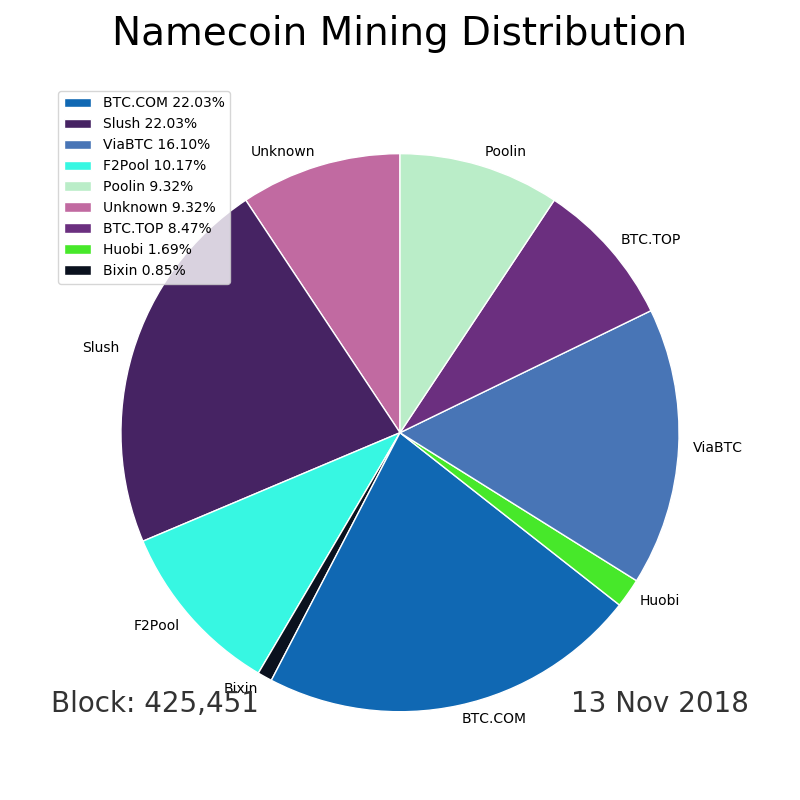 Namecoin Mining Distribution
BTC.COM 22.03%
Slush 22.03%
ViaBTC 16.10%
F2Pool 10.17%
Poolin 9.32%
Unknown 9.32%
BTC.TOP 8.47%
Huobi 1.69%
Bixin 0.85%
Unknown
Poolin
BTC.TOP
Slush
ViaBTC
Huobi
F2Pool
Bixin
BTC.COM
Block: 425,451
13 Nov 2018